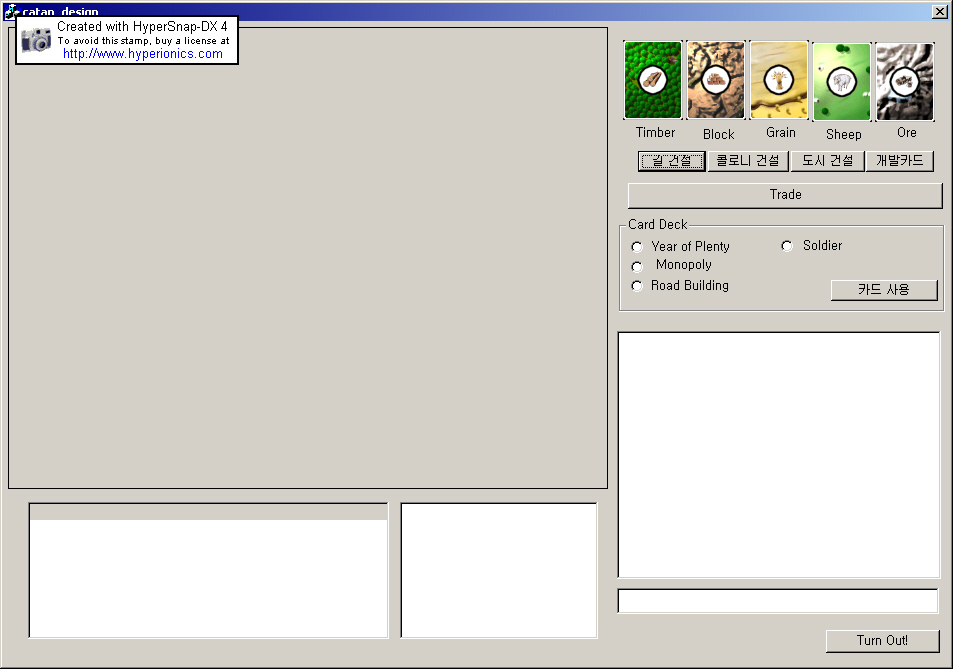 catan_design
Created with HyperSnap-DX 4
To avoid this stamp, buy a license at
http://www.hyperionics.com
Timber Block Grain Sheep Ore
길 건설 콜로니 건설 도시 건설 개발카드
Trade
Card Deck
Year of Plenty Soldier
Monopoly
Road Building
카드 사용
Turn Out!